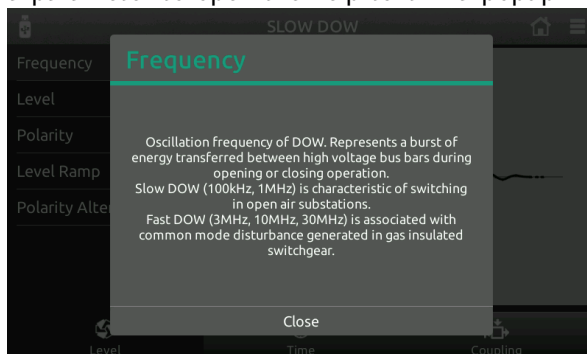 SLOW DOW
Frequency
Frequency
Level
Polarity
Level Ramp
Polarity Alter
Oscillation frequency of DOW. Represents a burst of
energy transferred between high voltage bus bars during
opening or closing operation.
Slow DOW (100kHz, 1MHz) is characteristic of switching
in open air substations.
Fast DOW (3MHz, 10MHz, 30MHz) is associated with
common mode disturbance generated in gas insulated
switchgear.
Close
Level
Time
Coupling